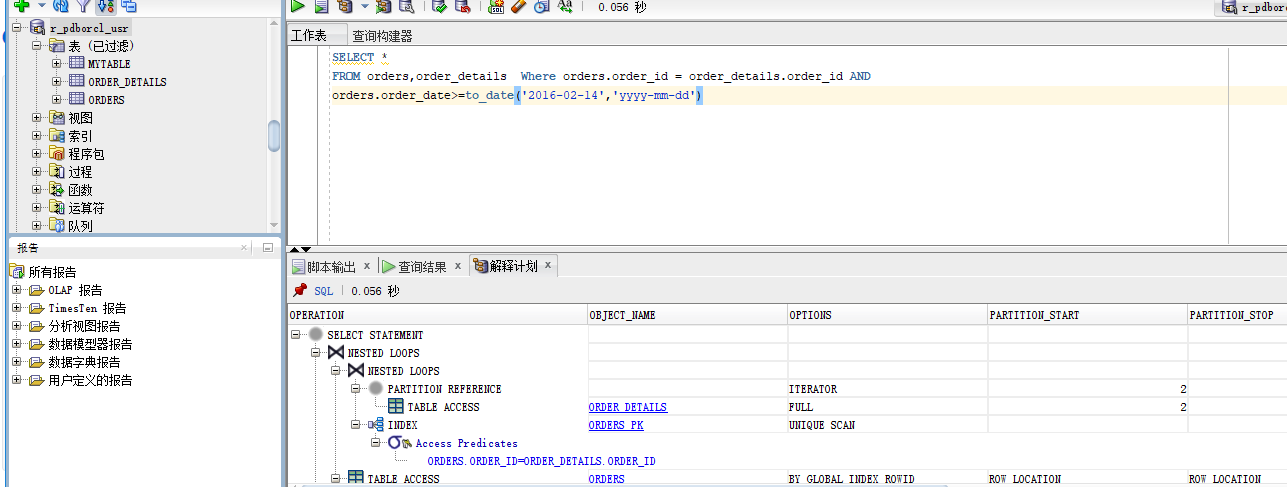 0.056 秒
r_pdborcl_usr
表 (已过滤)
MYTABLE
ORDER_DETAILS
ORDERS
视图
索引
程序包
过程
函数
运算符
队列
报告
所有报告
OLAP 报告
TimesTen 报告
分析视图报告
数据模型器报告
数据字典报告
用户定义的报告
r_pdbor
工作表 查询构建器
SELECT *
FROM orders,order_details  Where orders.order_id = order_details.order_id AND
orders.order_date>=to_date('2016-02-14','yyyy-mm-dd')
脚本输出 x 查询结果 x 解释计划 x
SQL | 0.056 秒
OPERATION OBJECT_NAME OPTIONS PARTITION_START PARTITION_STOP
SELECT STATEMENT
NESTED LOOPS
NESTED LOOPS
PARTITION REFERENCE ITERATOR 2
TABLE ACCESS ORDER_DETAILS FULL 2
INDEX ORDERS_PK UNIQUE SCAN
Access Predicates
ORDERS.ORDER_ID=ORDER_DETAILS.ORDER_ID
TABLE ACCESS ORDERS BY GLOBAL INDEX ROWID ROW LOCATION ROW LOCATION